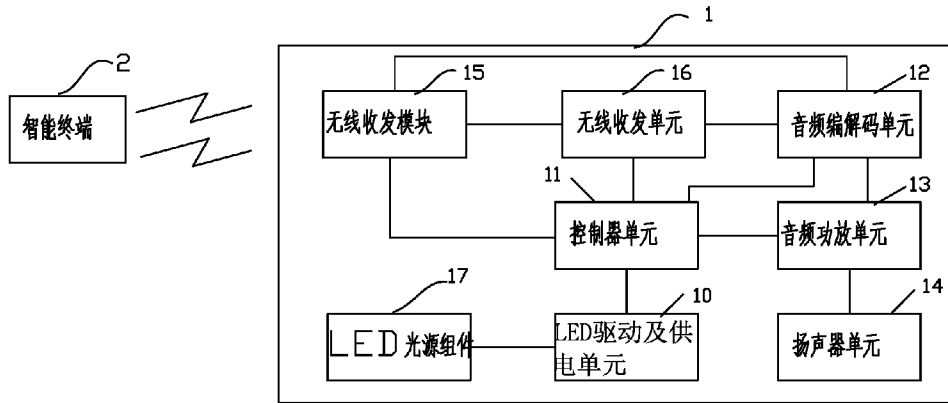 1
2
15
16
12
智能终端
无线收发模块
无线收发单元
音频编解码单元
11
13
控制器单元
音频功放单元
17
10
14
LED光源组件
LED驱动及供
电单元
扬声器单元